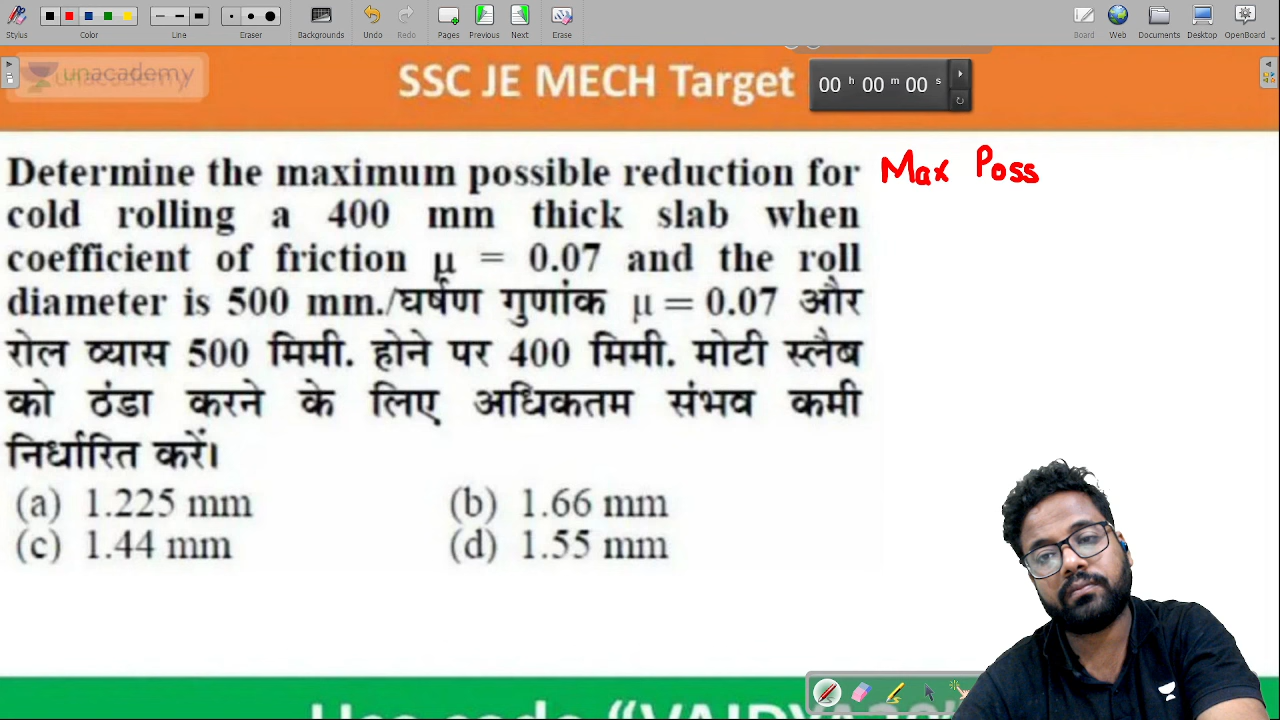 Stylus
Color
Line
Eraser
Backgrounds
Undo
Redo
Pages
Previous
Next
Erase
Board
Web
Documents
Desktop
OpenBoard
unacademy
SSC JE MECH Target
00 h 00 m 00 s
Determine the maximum possible reduction for
cold rolling a 400 mm thick slab when
coefficient of friction μ = 0.07 and the roll
diameter is 500 mm./घर्षण गुणांक μ = 0.07 और
रोल व्यास 500 मिमी. होने पर 400 मिमी. मोटी स्लैब
को ठंडा करने के लिए अधिकतम संभव कमी
निर्धारित करें।
(a) 1.225 mm (b) 1.66 mm
(c) 1.44 mm (d) 1.55 mm
Max Poss
Use code